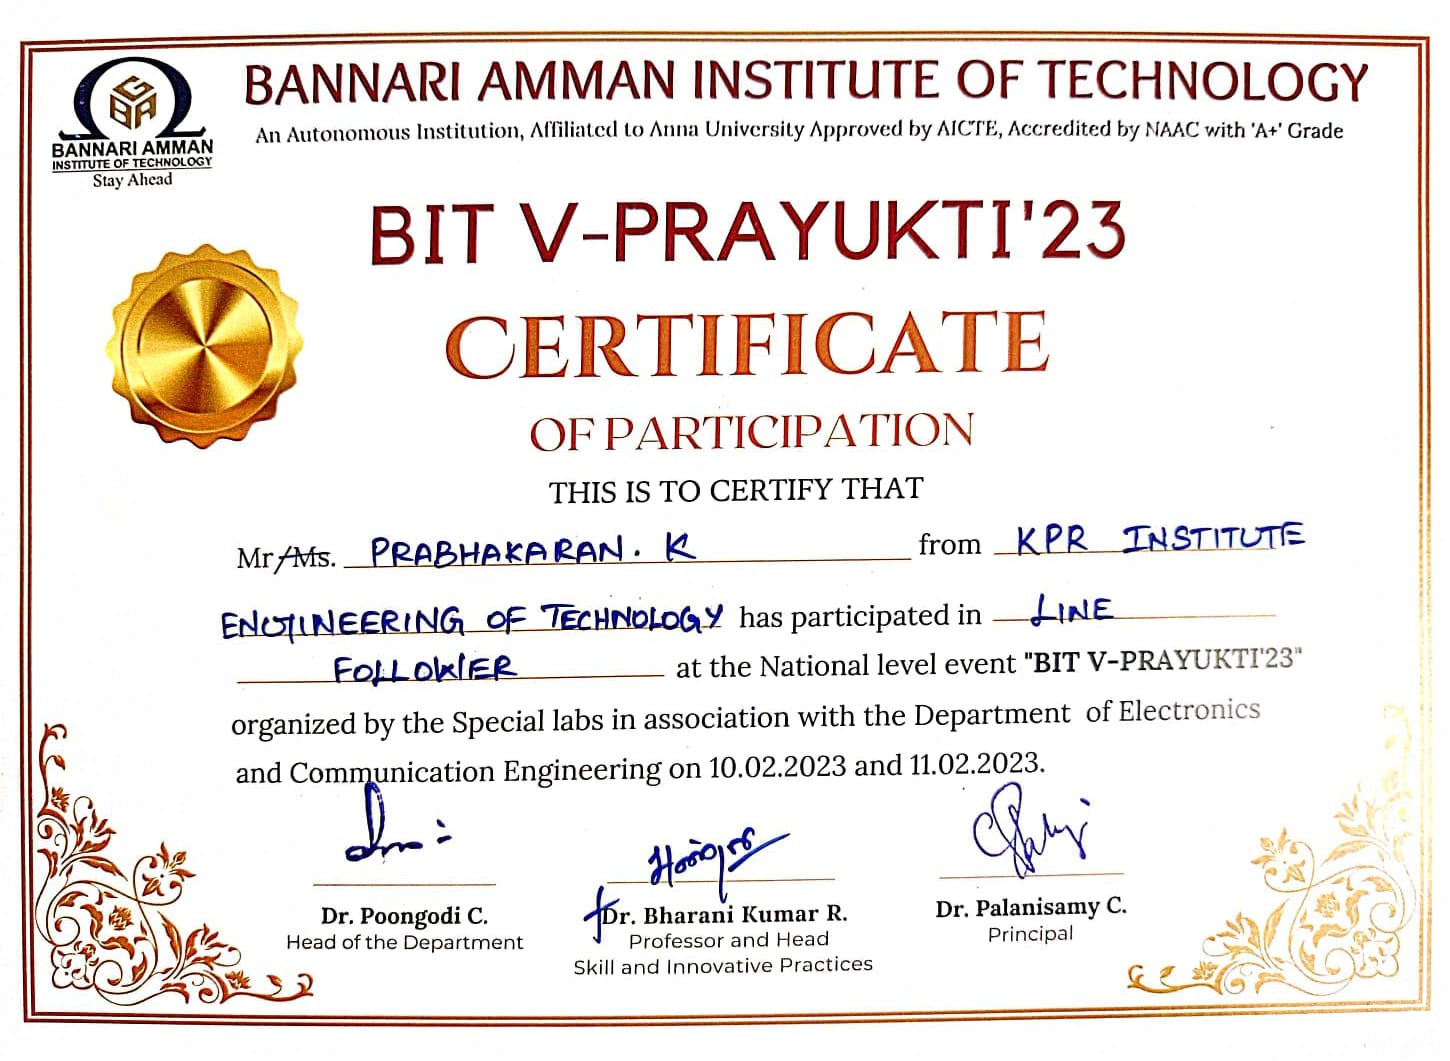 GBA
BANNARI AMMAN
INSTITUTE OF TECHNOLOGY
Stay Ahead
BANNARI AMMAN INSTITUTE OF TECHNOLOGY
An Autonomous Institution, Affiliated to Anna University Approved by AICTE, Accredited by NAAC with 'A+' Grade
BIT V-PRAYUKTI'23
CERTIFICATE
OF PARTICIPATION
THIS IS TO CERTIFY THAT
Mr/Ms. PRABHAKARAN. K from KPR INSTITUTE
ENGINEERING OF TECHNOLOGY has participated in LINE
FOLLOWER at the National level event "BIT V-PRAYUKTI'23"
organized by the Special labs in association with the Department of Electronics
and Communication Engineering on 10.02.2023 and 11.02.2023.
Dr. Poongodi C.
Head of the Department
Dr. Bharani Kumar R.
Professor and Head
Skill and Innovative Practices
Dr. Palanisamy C.
Principal